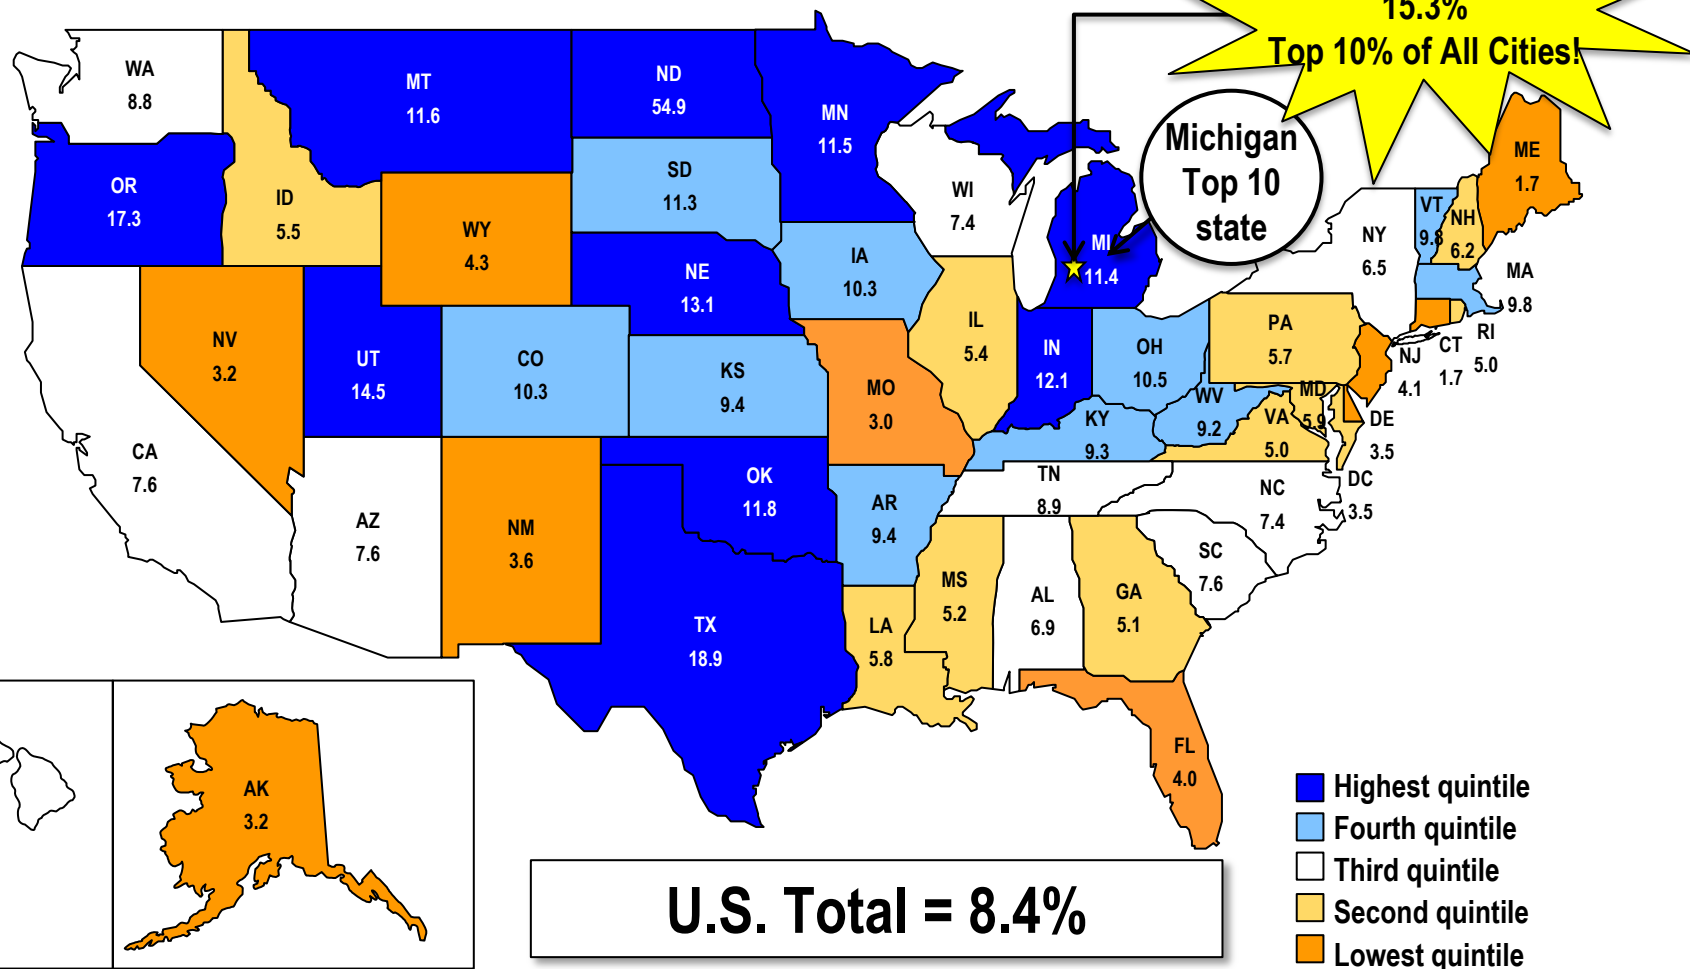 15.3%
Top 10% of All Cities!
Michigan
Top 10
state
WA
8.8
MT
11.6
ND
54.9
MN
11.5
OR
17.3
ID
5.5
SD
11.3
WI
7.4
MI
11.4
ME
1.7
VT
9.8
NH
6.2
NY
6.5
MA
9.8
WY
4.3
IA
10.3
NE
13.1
NV
3.2
UT
14.5
CO
10.3
KS
9.4
MO
3.0
IL
5.4
IN
12.1
OH
10.5
PA
5.7
RI
5.0
CT
1.7
NJ
4.1
MD
5.9
DE
3.5
WV
9.2
VA
5.0
KY
9.3
DC
3.5
CA
7.6
AZ
7.6
NM
3.6
OK
11.8
AR
9.4
TN
8.9
NC
7.4
SC
7.6
TX
18.9
LA
5.8
MS
5.2
AL
6.9
GA
5.1
FL
4.0
AK
3.2
U.S. Total = 8.4%
Highest quintile
Fourth quintile
Third quintile
Second quintile
Lowest quintile